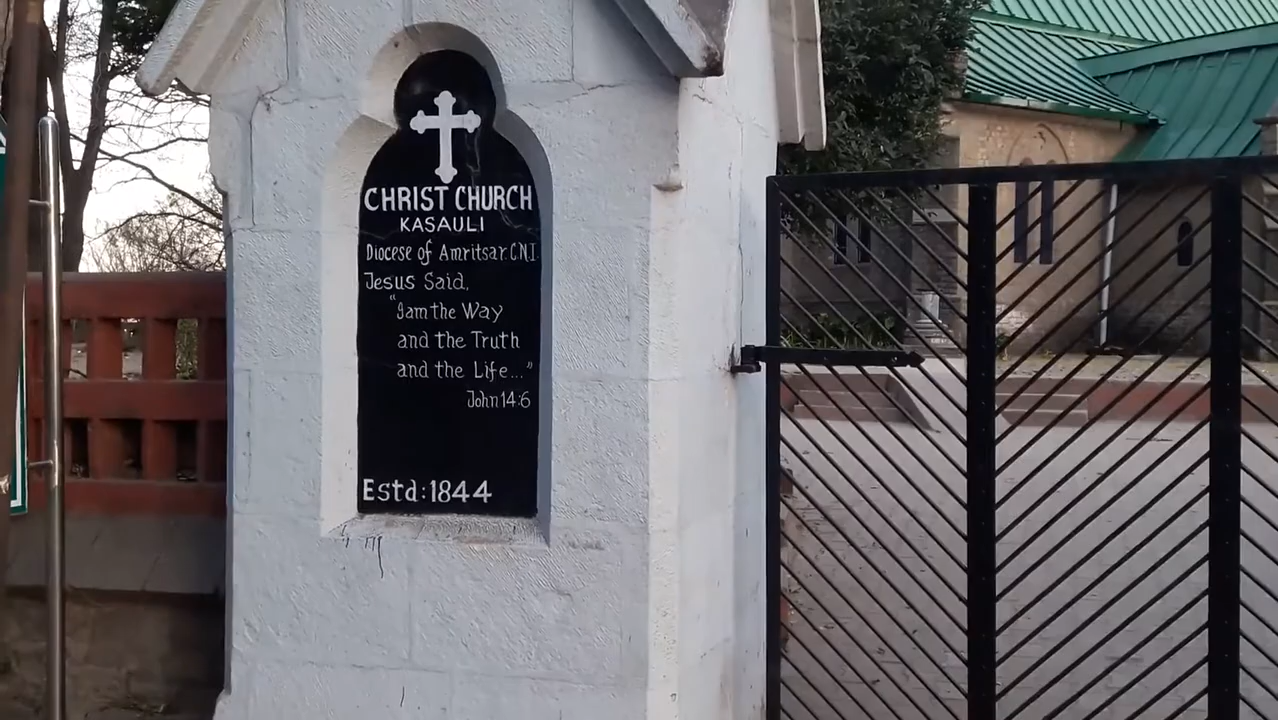 CHRIST CHURCH
KASAULI
Diocese of Amritsar. C.N.I.
Jesus Said,
"I am the Way
and the Truth
and the Life..."
John 14:6
Estd:1844